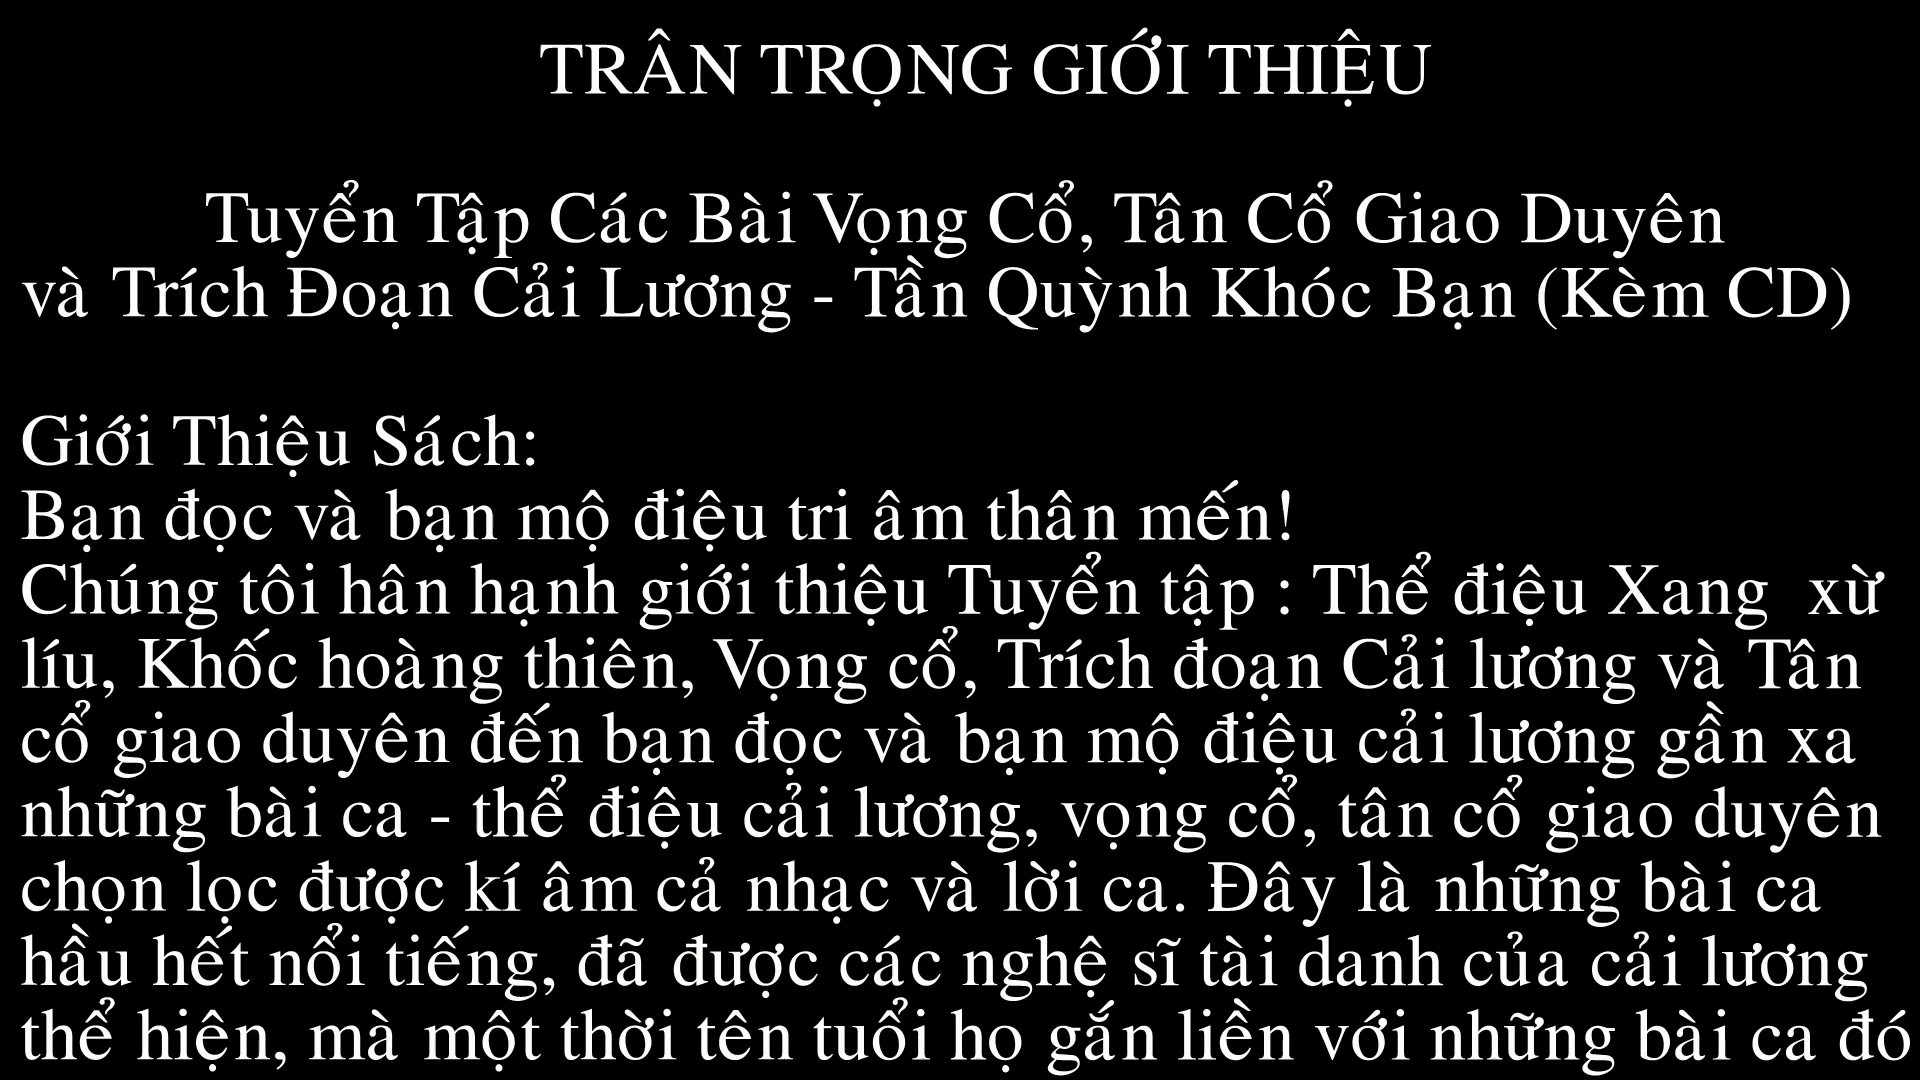 TRÂN TRỌNG GIỚI THIỆU
Tuyển Tập Các Bài Vọng Cổ, Tân Cổ Giao Duyên
và Trích Đoạn Cải Lương - Tần Quỳnh Khóc Bạn (Kèm CD)
Giới Thiệu Sách:
Bạn đọc và bạn mộ điệu tri âm thân mến!
Chúng tôi hân hạnh giới thiệu Tuyển tập : Thể điệu Xang  xừ
líu, Khốc hoàng thiên, Vọng cổ, Trích đoạn Cải lương và Tân
cổ giao duyên đến bạn đọc và bạn mộ điệu cải lương gần xa
những bài ca - thể điệu cải lương, vọng cổ, tân cổ giao duyên
chọn lọc được kí âm cả nhạc và lời ca. Đây là những bài ca
hầu hết nổi tiếng, đã được các nghệ sĩ tài danh của cải lương
thể hiện, mà một thời tên tuổi họ gắn liền với những bài ca đó